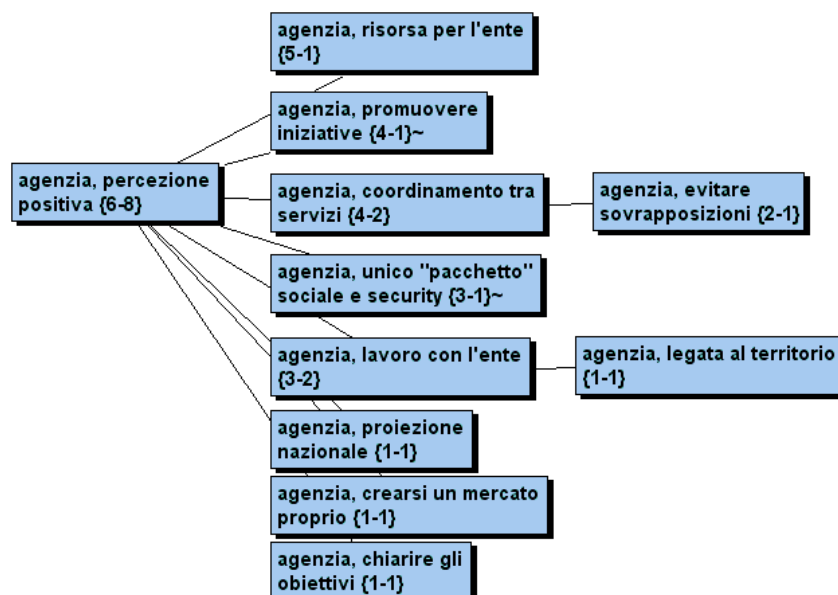 agenzia, risorsa per l'ente
{5-1}
agenzia, promuovere
iniziative {4-1}~
agenzia, percezione
positiva {6-8}
agenzia, coordinamento tra
servizi {4-2}
agenzia, evitare
sovrapposizioni {2-1}
agenzia, unico "pacchetto"
sociale e security {3-1}~
agenzia, lavoro con l'ente
{3-2}
agenzia, legata al territorio
{1-1}
agenzia, proiezione
nazionale {1-1}
agenzia, crearsi un mercato
proprio {1-1}
agenzia, chiarire gli
obiettivi {1-1}